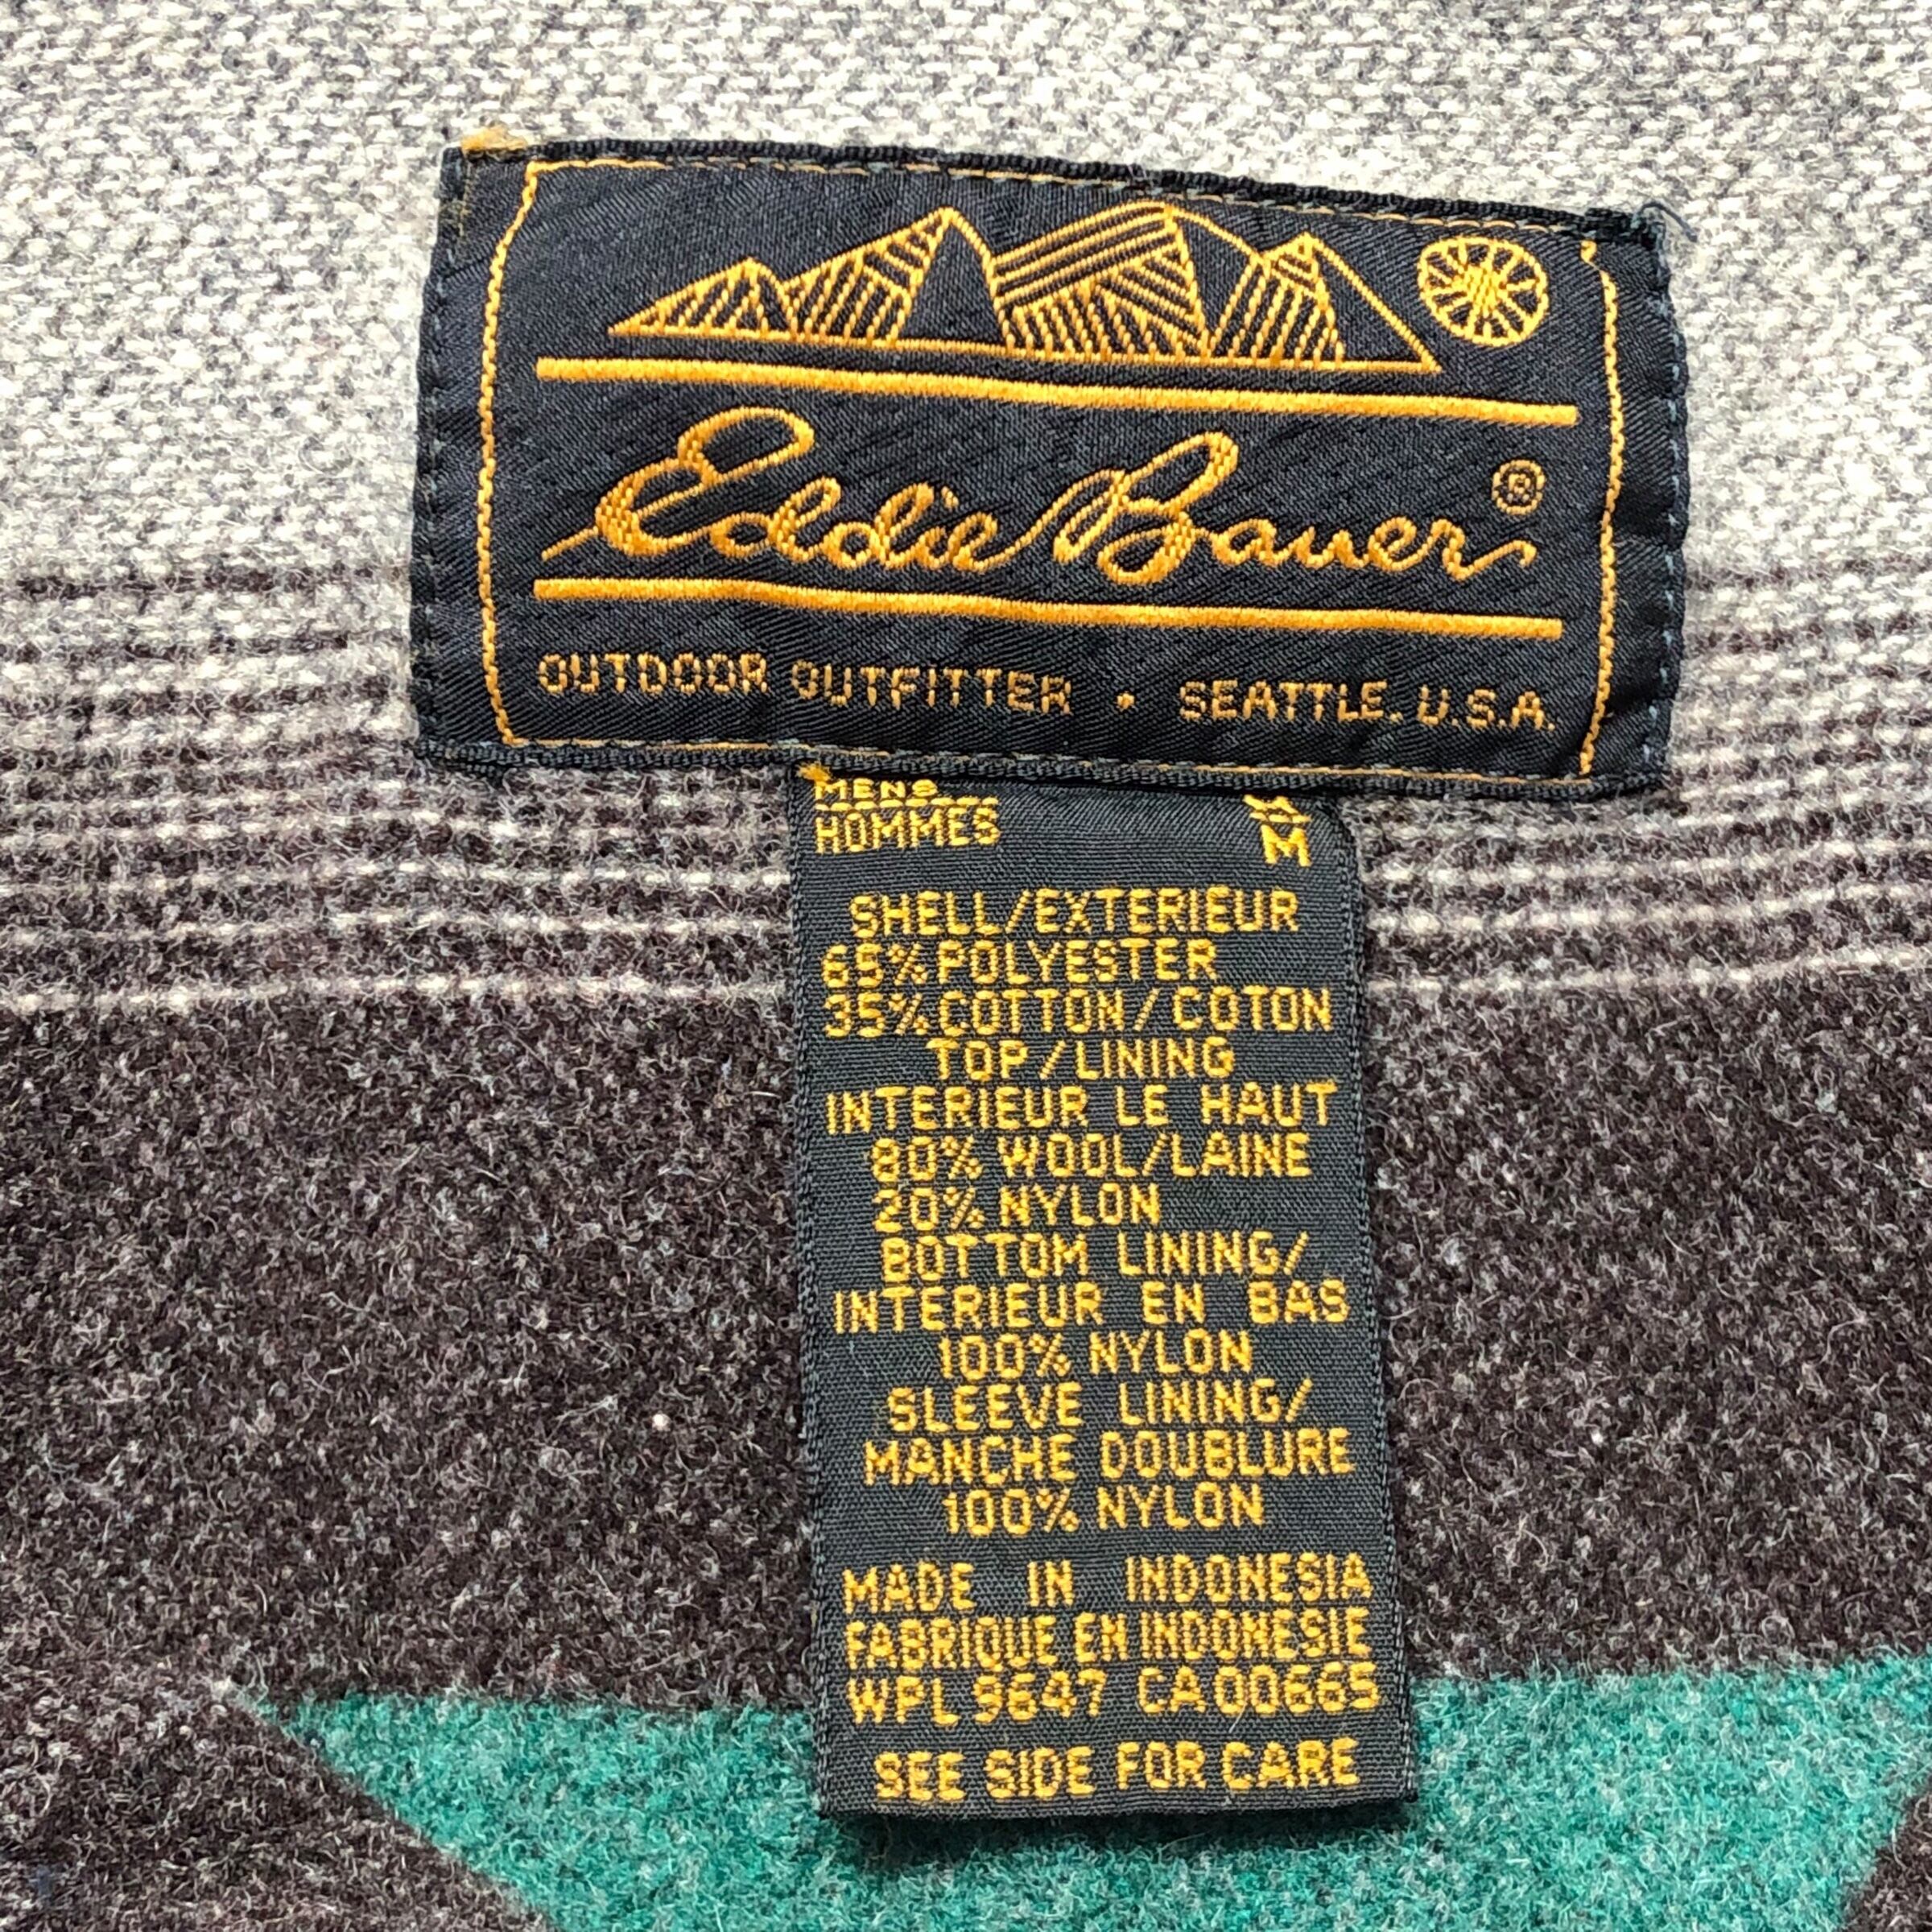 Eddie Bauer®
OUTDOOR OUTFITTER • SEATTLE. U.S.A.
MENS
HOMMES M
SHELL/EXTERIEUR
65% POLYESTER
35% COTTON/COTON
TOP/LINING
INTERIEUR LE HAUT
80% WOOL/LAINE
20% NYLON
BOTTOM LINING/
INTERIEUR EN BAS
100% NYLON
SLEEVE LINING/
MANCHE DOUBLURE
100% NYLON
MADE IN INDONESIA
FABRIQUE EN INDONESIE
WPL 9647 CA00665
SEE SIDE FOR CARE